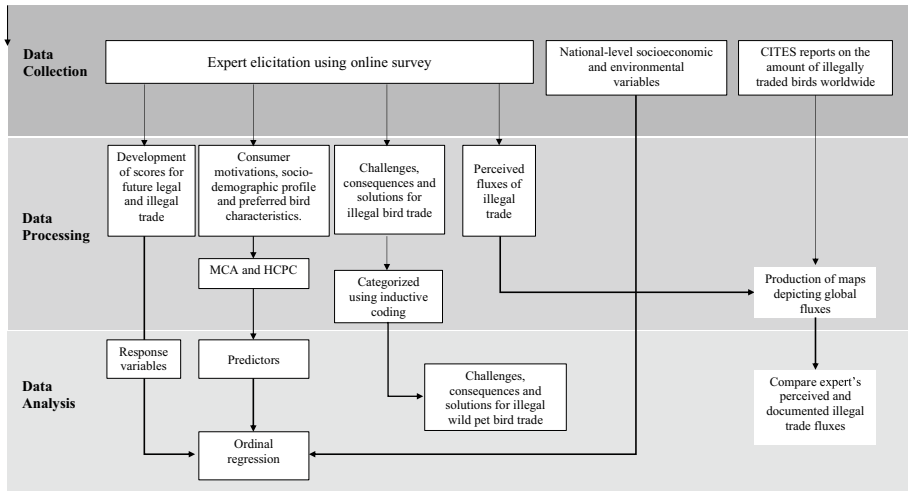 Data
Collection
Expert elicitation using online survey
National-level socioeconomic
and environmental
variables
CITES reports on the
amount of illegally
traded birds worldwide
Data
Processing
Development
of scores for
future legal
and illegal
trade
Consumer
motivations, socio-
demographic profile
and preferred bird
characteristics.
Challenges,
consequences and
solutions for
illegal bird trade
Perceived
fluxes of
illegal
trade
MCA and HCPC
Categorized
using inductive
coding
Production of maps
depicting global
fluxes
Data
Analysis
Response
variables
Predictors
Challenges,
consequences and
solutions for illegal
wild pet bird trade
Compare expert's
perceived and
documented illegal
trade fluxes
Ordinal
regression